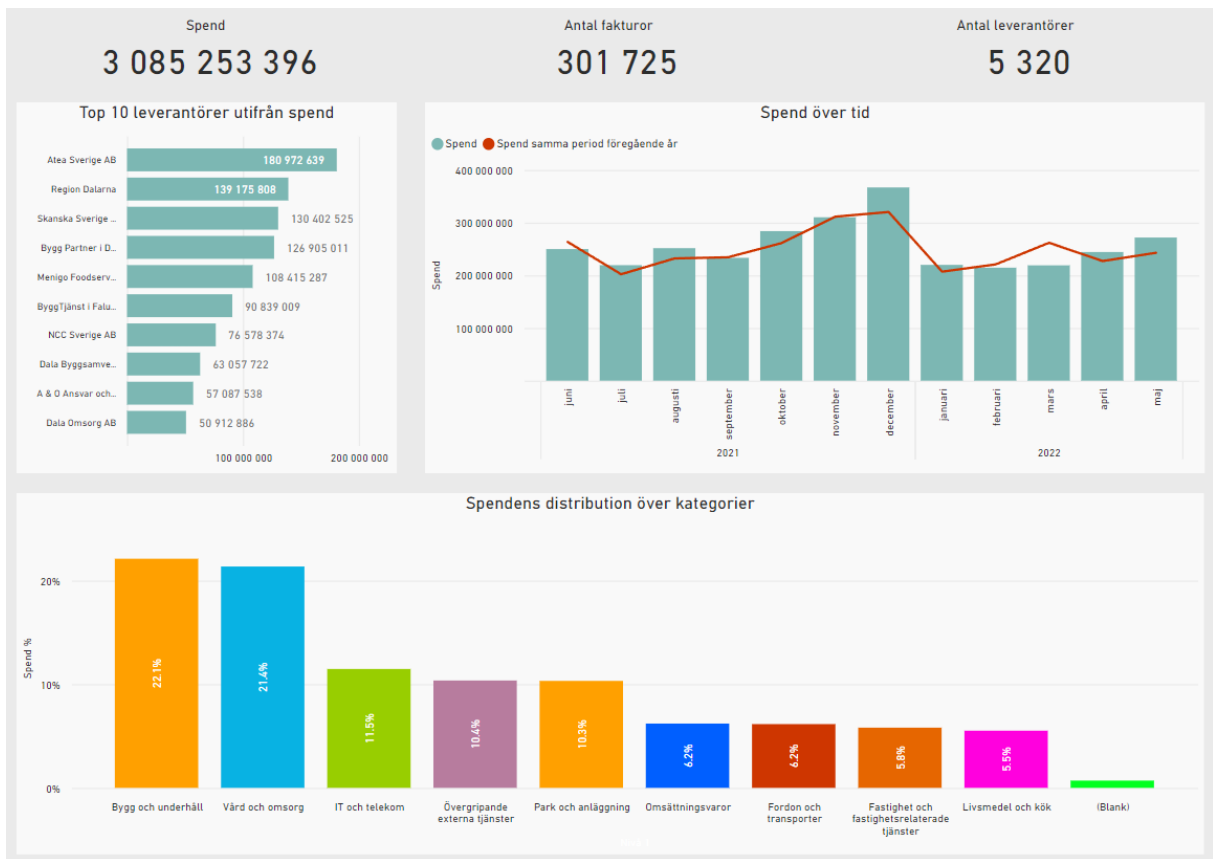 Spend
3 085 253 396
Antal fakturor
301 725
Antal leverantörer
5 320
Top 10 leverantörer utifrån spend
Atea Sverige AB
180 972 639
Region Dalarna
139 175 808
Skanska Sverige ...
130 402 525
Bygg Partner i D...
126 905 011
Menigo Foodserv...
108 415 287
ByggTjänst i Falu...
90 839 009
NCC Sverige AB
76 578 374
Dala Byggsamve...
63 057 722
A & O Ansvar och...
57 087 538
Dala Omsorg AB
50 912 886
100 000 000
200 000 000
Spend över tid
Spend
Spend samma period föregående år
Spend
400 000 000
300 000 000
200 000 000
100 000 000
juni
juli
augusti
september
oktober
november
december
januari
februari
mars
april
maj
2021
2022
Spendens distribution över kategorier
Spend %
20%
10%
0%
22.1%
21.4%
11.5%
10.4%
10.3%
6.2%
6.2%
5.8%
5.5%
Bygg och underhåll
Vård och omsorg
IT och telekom
Övergripande
externa tjänster
Park och anläggning
Omsättningsvaror
Fordon och
transporter
Fastighet och
fastighetsrelaterade
tjänster
Livsmedel och kök
(Blank)